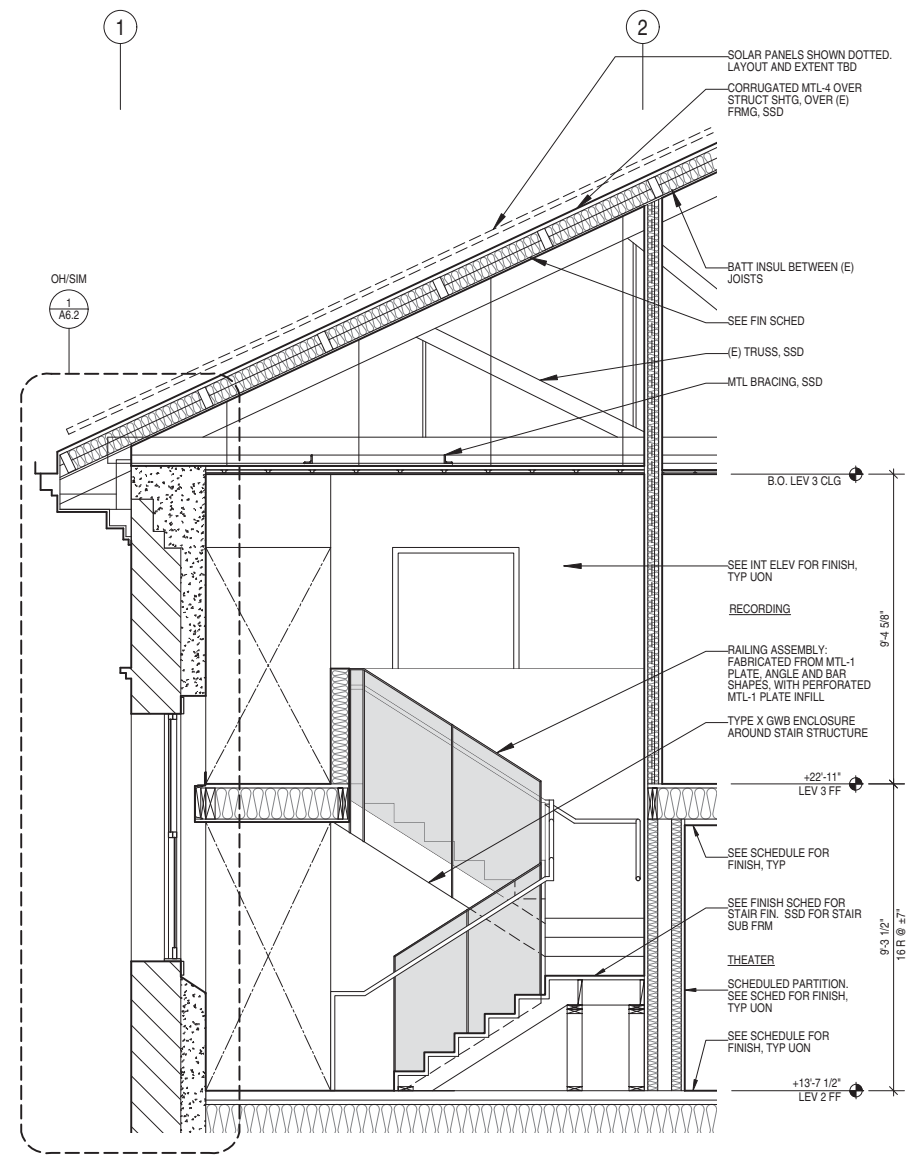 1
2
SOLAR PANELS SHOWN DOTTED.
LAYOUT AND EXTENT TBD
CORRUGATED MTL-4 OVER
STRUCT SHTG, OVER (E)
FRMG, SSD
BATT INSUL BETWEEN (E)
JOISTS
OH/SIM
1
A6.2
SEE FIN SCHED
(E) TRUSS, SSD
MTL BRACING, SSD
B.O. LEV 3 CLG
SEE INT ELEV FOR FINISH,
TYP UON
RECORDING
9'-4 5/8"
RAILING ASSEMBLY:
FABRICATED FROM MTL-1
PLATE, ANGLE AND BAR
SHAPES, WITH PERFORATED
MTL-1 PLATE INFILL
TYPE X GWB ENCLOSURE
AROUND STAIR STRUCTURE
+22'-11"
LEV 3 FF
SEE SCHEDULE FOR
FINISH, TYP
SEE FINISH SCHED FOR
STAIR FIN. SSD FOR STAIR
SUB FRM
9'-3 1/2"
16 R @ ±7"
THEATER
SCHEDULED PARTITION.
SEE SCHED FOR FINISH,
TYP UON
SEE SCHEDULE FOR
FINISH, TYP UON
+13'-7 1/2"
LEV 2 FF